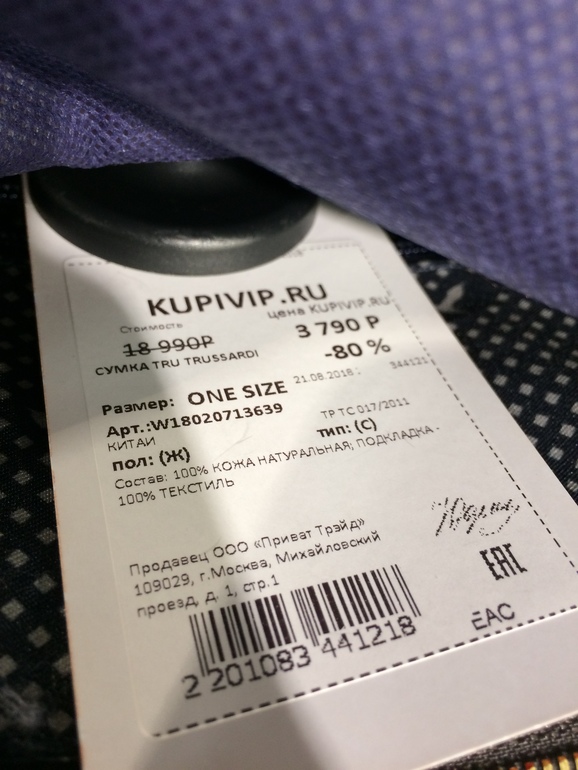 KUPIVIP.RU
Стоимость цена KUPIVIP.RU
18 990Р 3 790 Р
СУМКА TRU TRUSSARDI -80 %
Размер: ONE SIZE 21.08.2018 344121
Арт.:W18020713639 ТР ТС 017/2011
КИТАЙ тип: (С)
пол: (Ж)
Состав: 100% КОЖА НАТУРАЛЬНАЯ; ПОДКЛАДКА -
100% ТЕКСТИЛЬ
Продавец ООО «Приват Трэйд»
109029, г.Москва, Михайловский
проезд, д. 1, стр.1
EAC
2 201083 441218
EAC